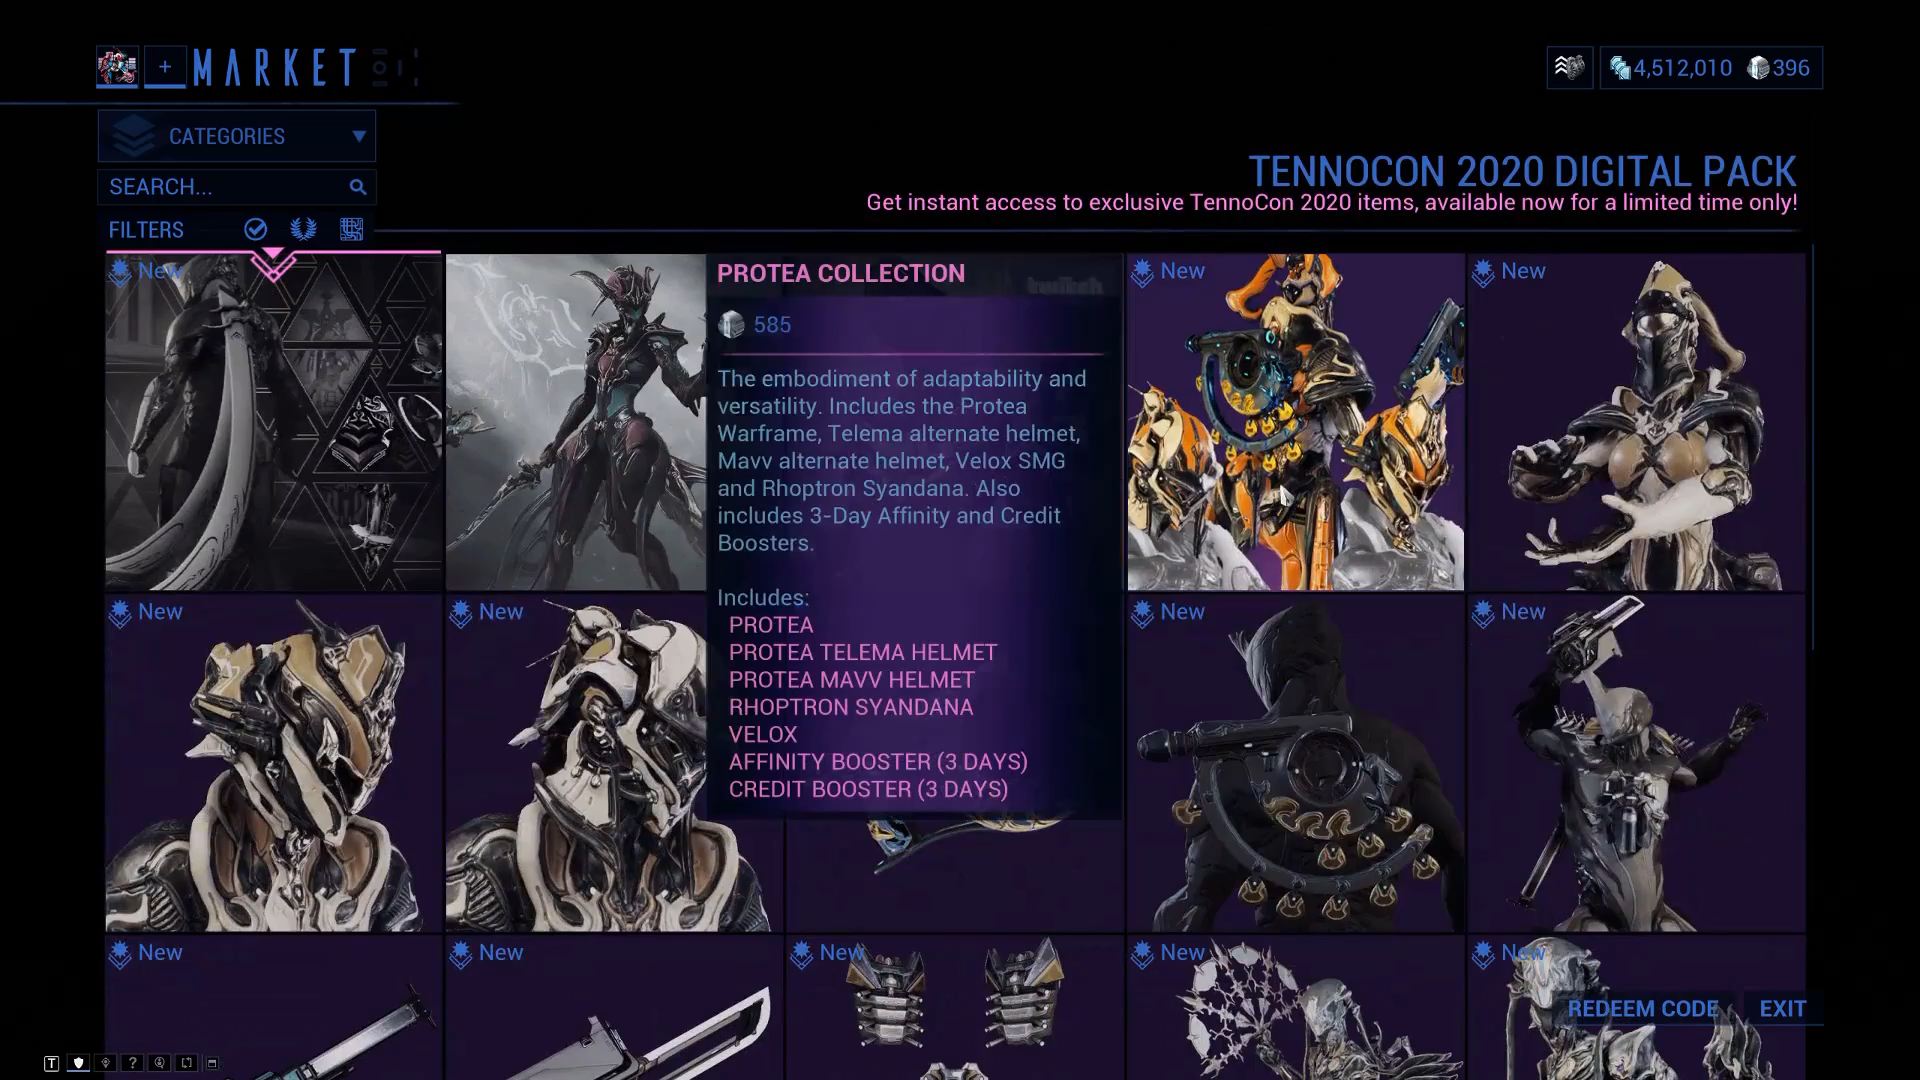 + MARKET
4,512,010 396
CATEGORIES
SEARCH...
FILTERS
TENNOCON 2020 DIGITAL PACK
Get instant access to exclusive TennoCon 2020 items, available now for a limited time only!
New
PROTEA COLLECTION
twitch
585
The embodiment of adaptability and
versatility. Includes the Protea
Warframe, Telema alternate helmet,
Mavv alternate helmet, Velox SMG
and Rhoptron Syandana. Also
includes 3-Day Affinity and Credit
Boosters.
Includes:
PROTEA
PROTEA TELEMA HELMET
PROTEA MAVV HELMET
RHOPTRON SYANDANA
VELOX
AFFINITY BOOSTER (3 DAYS)
CREDIT BOOSTER (3 DAYS)
New
New
New
New
New
New
New
New
New
New
New
REDEEM CODE
EXIT
T
?